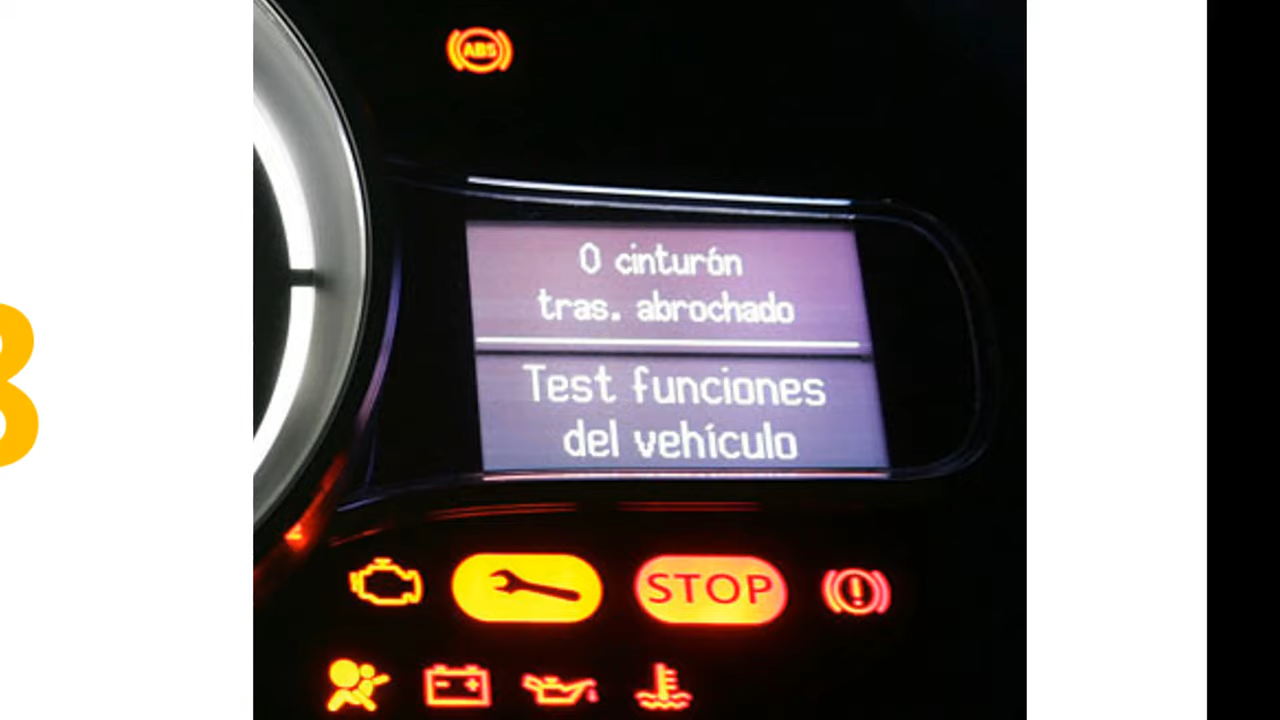 ABS
0 cinturón
tras. abrochado
Test funciones
del vehículo
STOP